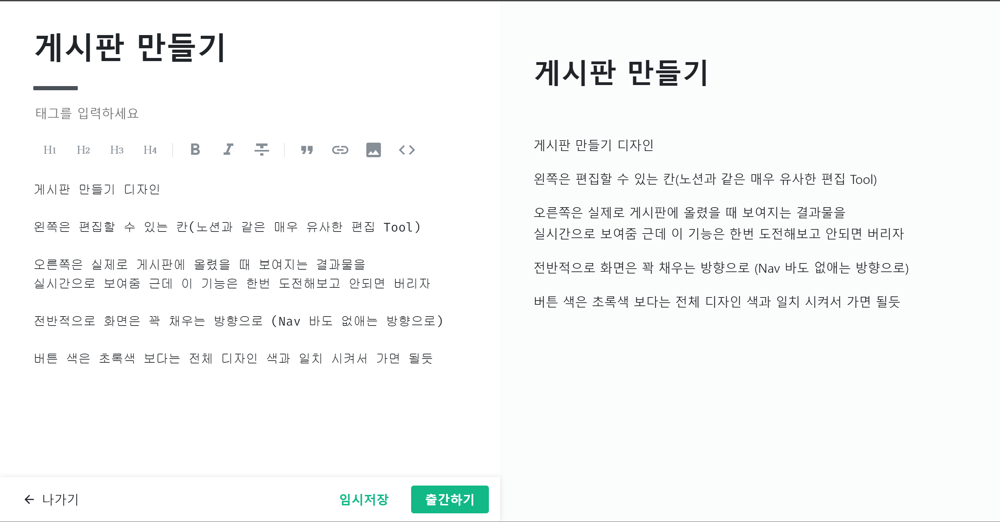 게시판 만들기
태그를 입력하세요
H1 H2 H3 H4 B I T
게시판 만들기 디자인
왼쪽은 편집할 수 있는 칸(노션과 같은 매우 유사한 편집 Tool)
오른쪽은 실제로 게시판에 올렸을 때 보여지는 결과물을
실시간으로 보여줌 근데 이 기능은 한번 도전해보고 안되면 버리자
전반적으로 화면은 꽉 채우는 방향으로 (Nav 바도 없애는 방향으로)
버튼 색은 초록색 보다는 전체 디자인 색과 일치 시켜서 가면 될듯
나가기
임시저장
출간하기
게시판 만들기
게시판 만들기 디자인
왼쪽은 편집할 수 있는 칸(노션과 같은 매우 유사한 편집 Tool)
오른쪽은 실제로 게시판에 올렸을 때 보여지는 결과물을
실시간으로 보여줌 근데 이 기능은 한번 도전해보고 안되면 버리자
전반적으로 화면은 꽉 채우는 방향으로 (Nav 바도 없애는 방향으로)
버튼 색은 초록색 보다는 전체 디자인 색과 일치 시켜서 가면 될듯